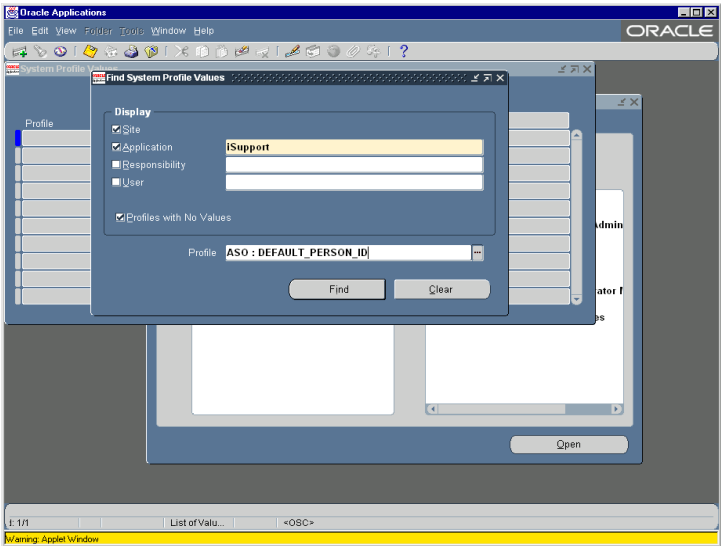 Oracle Applications
File Edit View Folder Tools Window Help
ORACLE
System Profile Values
Find System Profile Values
Display
Site
Profile
Application iSupport
Responsibility
User
Profiles with No Values
Admin
Profile ASO : DEFAULT_PERSON_ID
Find Clear
Open
1/1 List of Valu... <OSC>
Warning: Applet Window